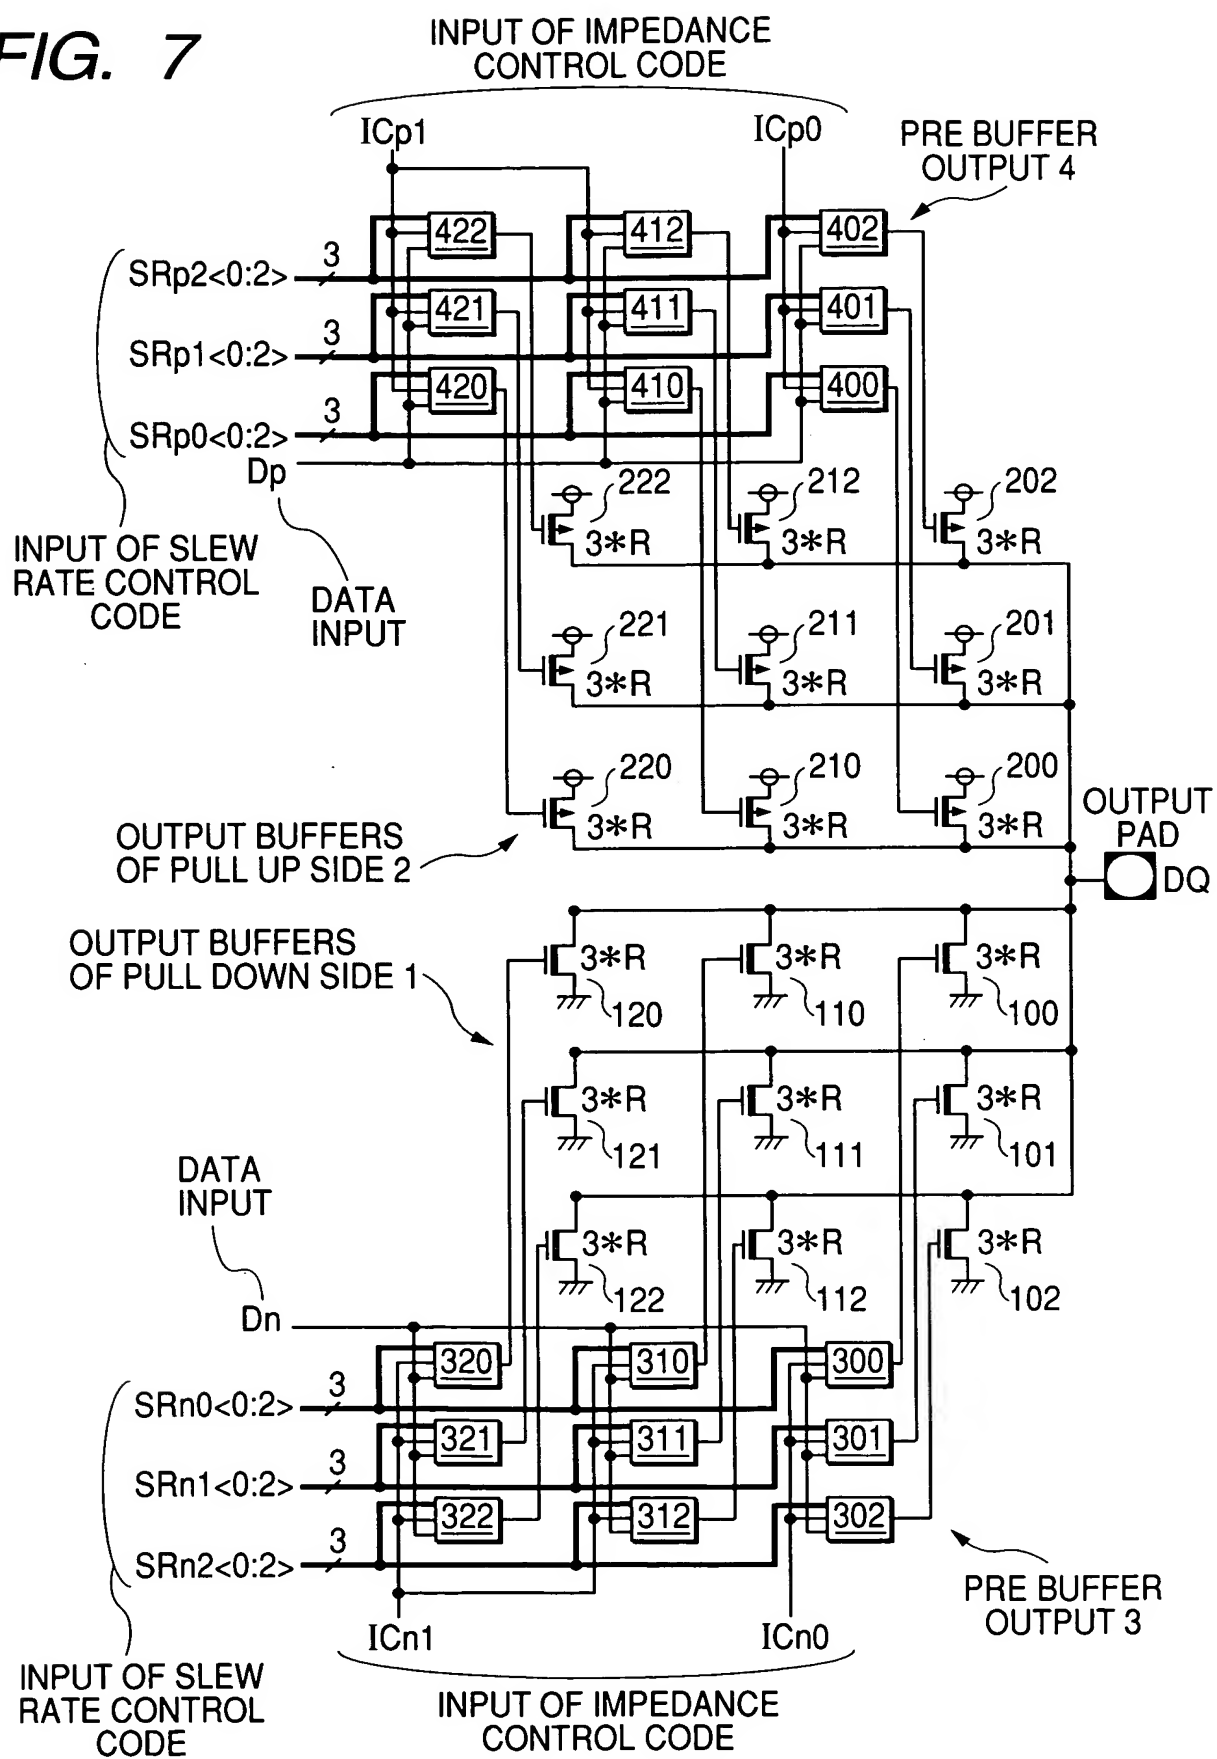 FIG. 7
INPUT OF IMPEDANCE
CONTROL CODE
ICp1
ICp0
PRE BUFFER
OUTPUT 4
422
412
402
SRp2<0:2>
3
421
411
401
SRp1<0:2>
3
420
410
400
SRp0<0:2>
3
Dp
INPUT OF SLEW
RATE CONTROL
CODE
DATA
INPUT
222
3*R
212
3*R
202
3*R
221
3*R
211
3*R
201
3*R
220
3*R
210
3*R
200
3*R
OUTPUT BUFFERS
OF PULL UP SIDE 2
OUTPUT
PAD
DQ
OUTPUT BUFFERS
OF PULL DOWN SIDE 1
3*R
120
3*R
110
3*R
100
3*R
121
3*R
111
3*R
101
3*R
122
3*R
112
3*R
102
DATA
INPUT
Dn
320
310
300
SRn0<0:2>
3
321
311
301
SRn1<0:2>
3
322
312
302
SRn2<0:2>
3
PRE BUFFER
OUTPUT 3
ICn1
ICn0
INPUT OF SLEW
RATE CONTROL
CODE
INPUT OF IMPEDANCE
CONTROL CODE